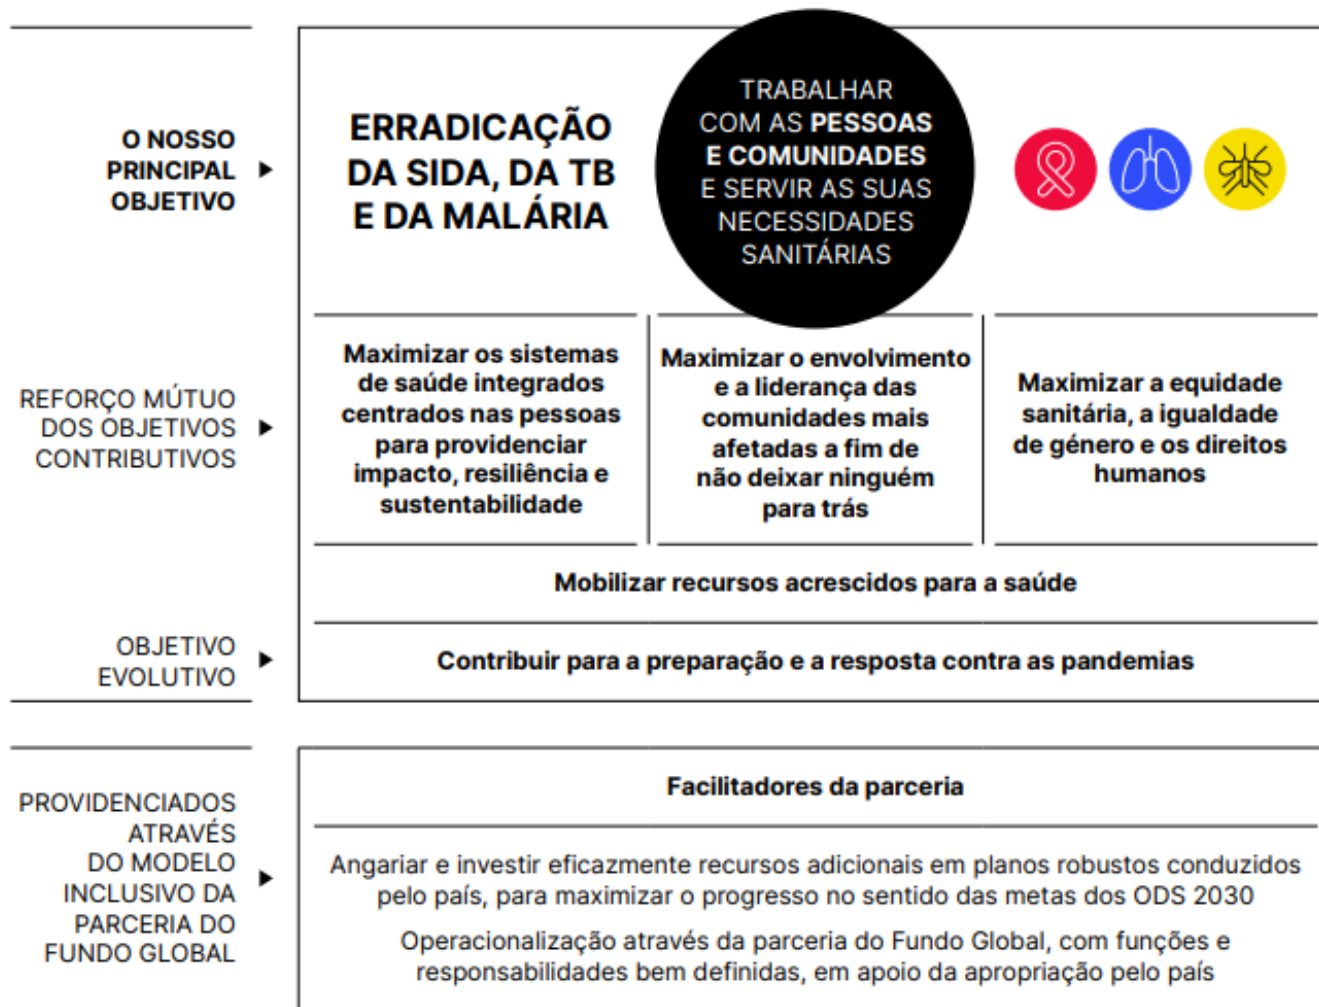 O NOSSO
PRINCIPAL
OBJETIVO
ERRADICAÇÃO
DA SIDA, DA TB
E DA MALÁRIA
TRABALHAR
COM AS PESSOAS
E COMUNIDADES
E SERVIR AS SUAS
NECESSIDADES
SANITÁRIAS
REFORÇO MÚTUO
DOS OBJETIVOS
CONTRIBUTIVOS
Maximizar os sistemas
de saúde integrados
centrados nas pessoas
para providenciar
impacto, resiliência e
sustentabilidade
Maximizar o envolvimento
e a liderança das
comunidades mais
afetadas a fim de
não deixar ninguém
para trás
Maximizar a equidade
sanitária, a igualdade
de género e os direitos
humanos
Mobilizar recursos acrescidos para a saúde
OBJETIVO
EVOLUTIVO
Contribuir para a preparação e a resposta contra as pandemias
PROVIDENCIADOS
ATRAVÉS
DO MODELO
INCLUSIVO DA
PARCERIA DO
FUNDO GLOBAL
Facilitadores da parceria
Angariar e investir eficazmente recursos adicionais em planos robustos conduzidos
pelo país, para maximizar o progresso no sentido das metas dos ODS 2030
Operacionalização através da parceria do Fundo Global, com funções e
responsabilidades bem definidas, em apoio da apropriação pelo país